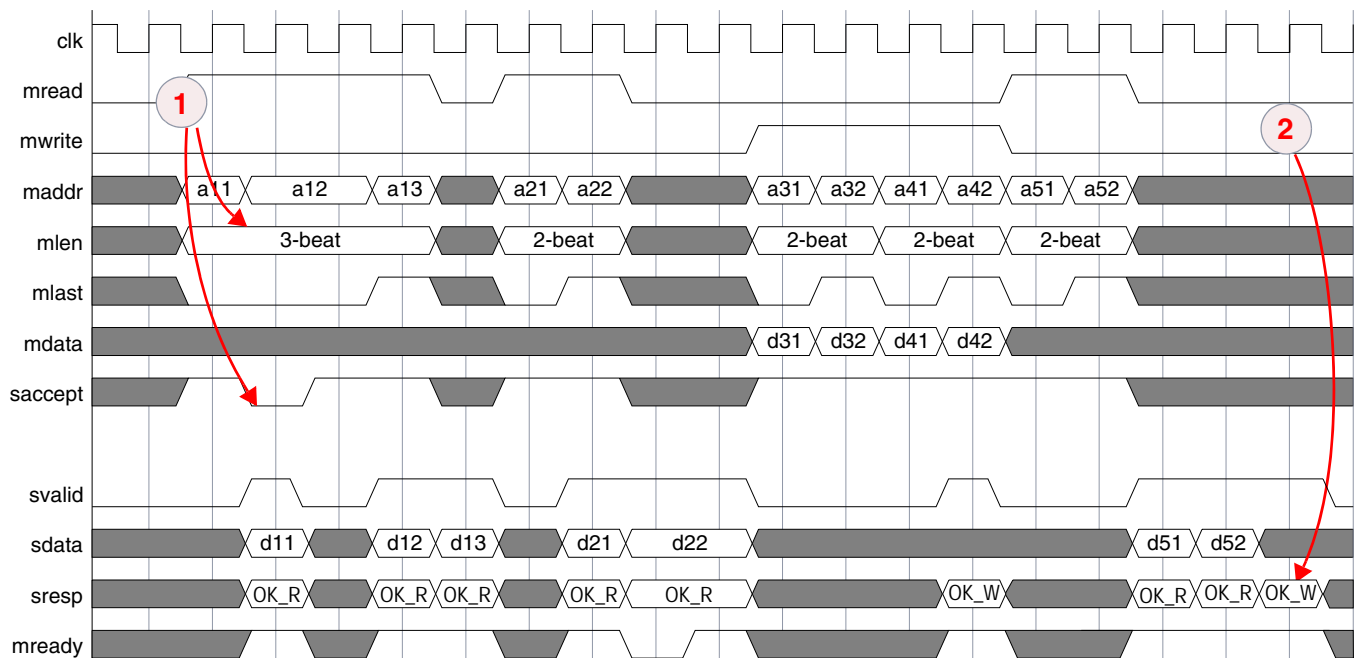 clk
mread
1
mwrite
2
maddr a11 a12 a13 a21 a22 a31 a32 a41 a42 a51 a52
mlen 3-beat 2-beat 2-beat 2-beat 2-beat
mlast
mdata d31 d32 d41 d42
saccept
svalid
sdata d11 d12 d13 d21 d22 d51 d52
sresp OK_R OK_R OK_R OK_R OK_R OK_W OK_R OK_R OK_W
mready